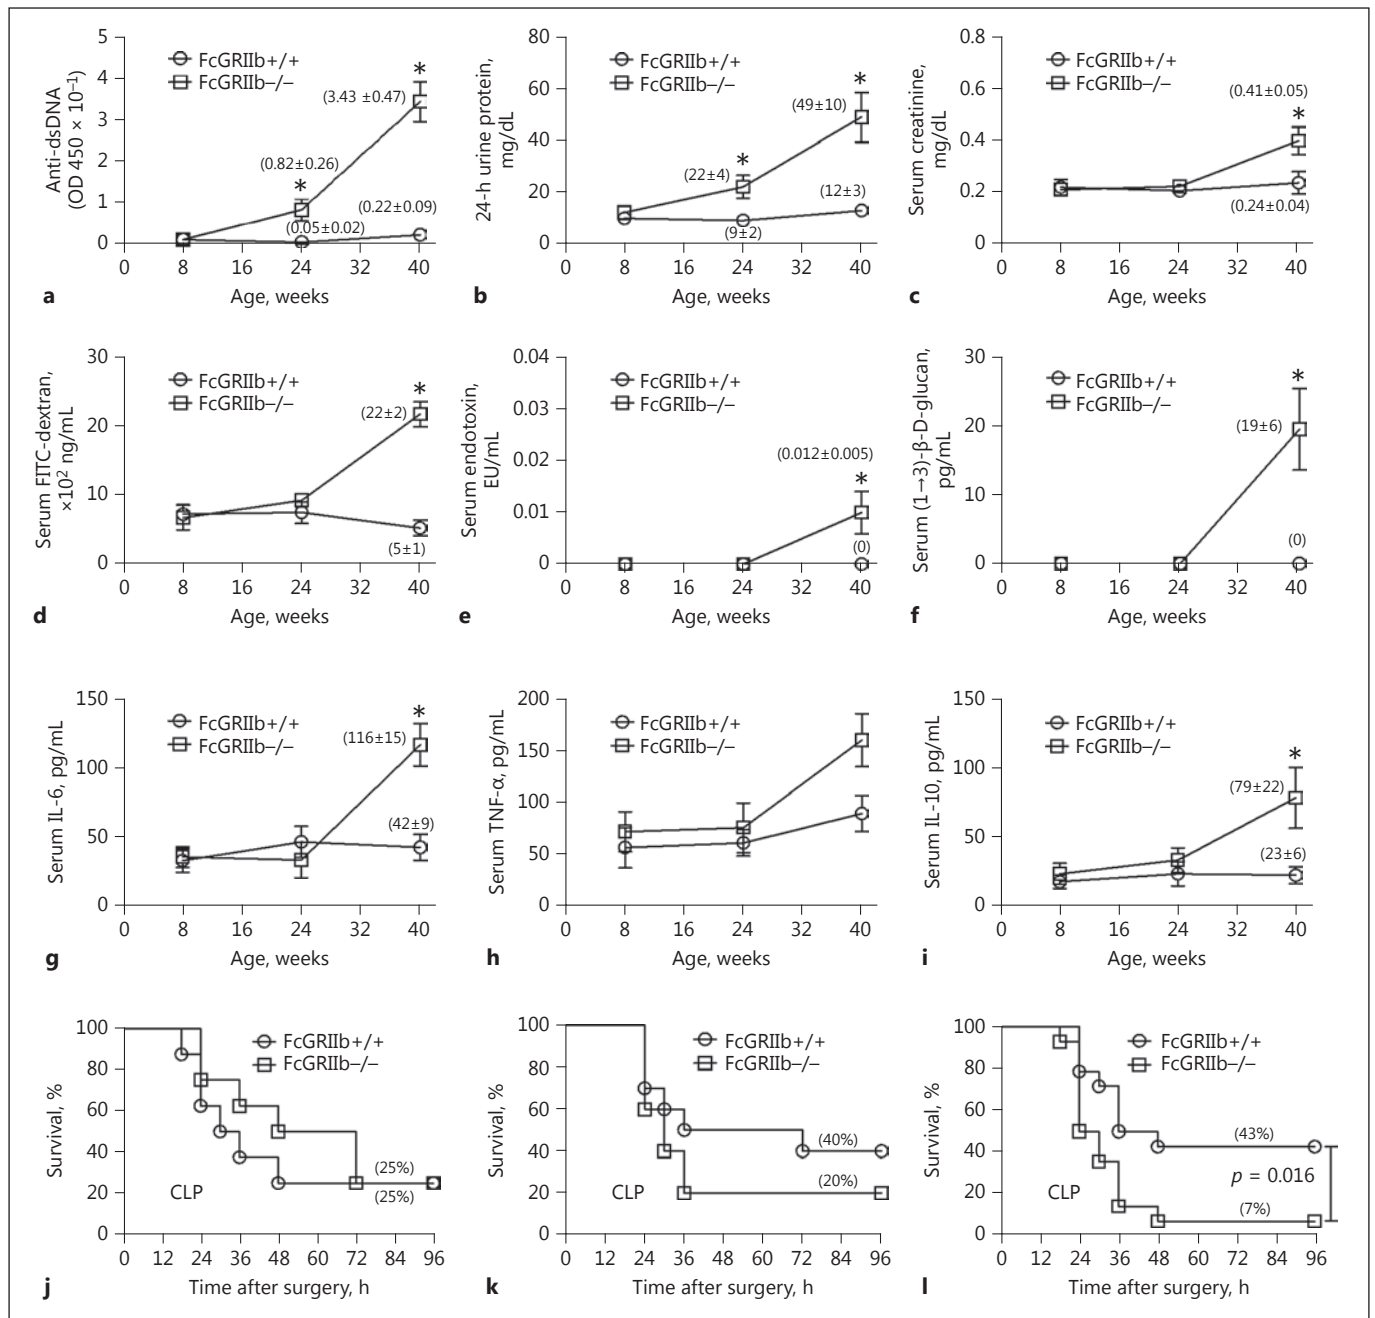 Anti-dsDNA
(OD 450 × 10⁻¹)
5
4
3
2
1
0
FcGRIIb+/+
FcGRIIb−/−
*
(3.43 ±0.47)
(0.82±0.26)
*
(0.22±0.09)
(0.05±0.02)
0 8 16 24 32 40
a
Age, weeks
24-h urine protein,
mg/dL
80
60
40
20
0
FcGRIIb+/+
FcGRIIb−/−
*
(49±10)
*
(22±4)
(12±3)
(9±2)
0 8 16 24 32 40
b
Age, weeks
Serum creatinine,
mg/dL
0.8
0.6
0.4
0.2
0
FcGRIIb+/+
FcGRIIb−/−
(0.41±0.05)
*
(0.24±0.04)
0 8 16 24 32 40
c
Age, weeks
Serum FITC-dextran,
×10² ng/mL
30
20
10
0
FcGRIIb+/+
FcGRIIb−/−
*
(22±2)
(5±1)
0 8 16 24 32 40
d
Age, weeks
Serum endotoxin,
EU/mL
0.04
0.03
0.02
0.01
0
FcGRIIb+/+
FcGRIIb−/−
(0.012±0.005)
*
(0)
0 8 16 24 32 40
e
Age, weeks
Serum (1→3)-β-D-glucan,
pg/mL
30
20
10
0
FcGRIIb+/+
FcGRIIb−/−
*
(19±6)
(0)
0 8 16 24 32 40
f
Age, weeks
Serum IL-6, pg/mL
150
100
50
0
FcGRIIb+/+
FcGRIIb−/−
*
(116±15)
(42±9)
0 8 16 24 32 40
g
Age, weeks
Serum TNF-α, pg/mL
200
150
100
50
0
FcGRIIb+/+
FcGRIIb−/−
0 8 16 24 32 40
h
Age, weeks
Serum IL-10, pg/mL
150
100
50
0
FcGRIIb+/+
FcGRIIb−/−
*
(79±22)
(23±6)
0 8 16 24 32 40
i
Age, weeks
Survival, %
100
80
60
40
20
0
FcGRIIb+/+
FcGRIIb−/−
(25%)
(25%)
CLP
0 12 24 36 48 60 72 84 96
j
Time after surgery, h
Survival, %
100
80
60
40
20
0
FcGRIIb+/+
FcGRIIb−/−
(40%)
(20%)
CLP
0 12 24 36 48 60 72 84 96
k
Time after surgery, h
Survival, %
100
80
60
40
20
0
FcGRIIb+/+
FcGRIIb−/−
(43%)
p = 0.016
(7%)
CLP
0 12 24 36 48 60 72 84 96
l
Time after surgery, h